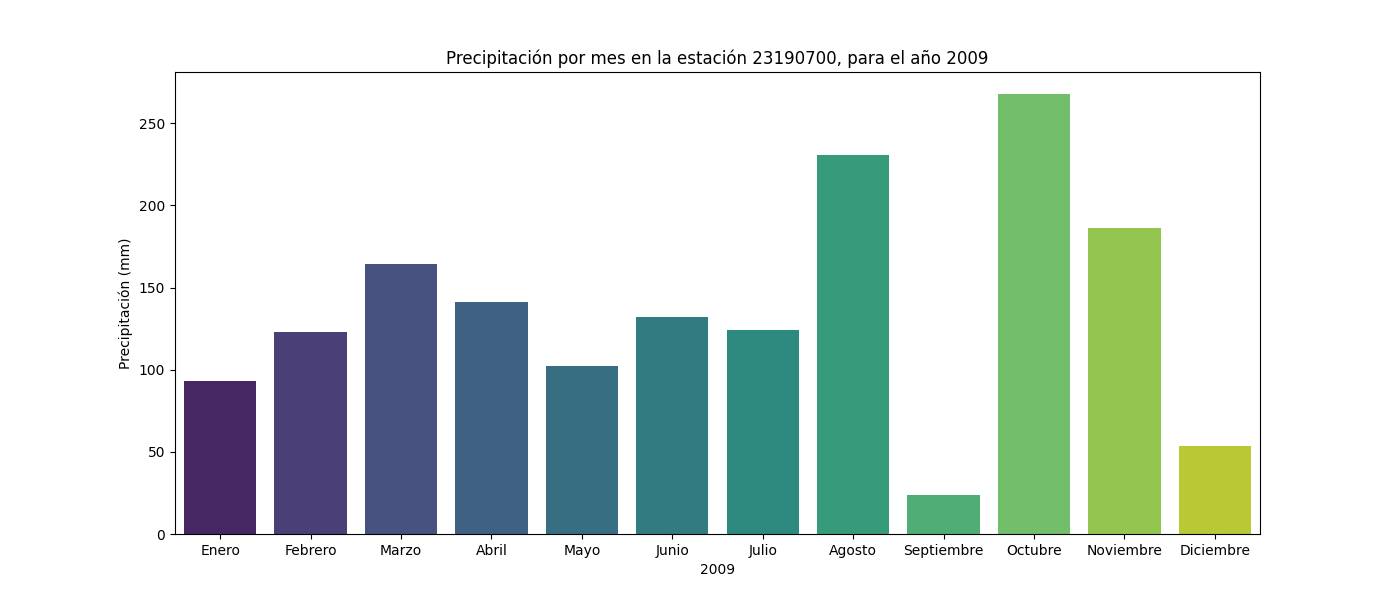 Precipitación por mes en la estación 23190700, para el año 2009
Precipitación (mm)
250
200
150
100
50
0
Enero Febrero Marzo Abril Mayo Junio Julio Agosto Septiembre Octubre Noviembre Diciembre
2009